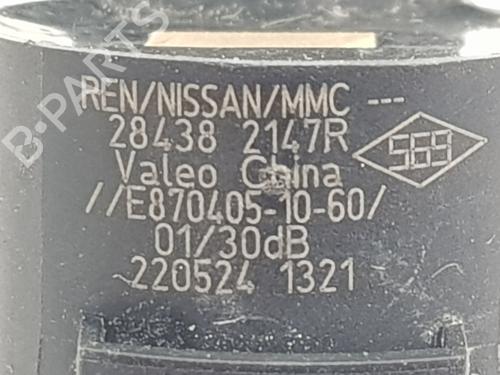 REN/NISSAN/MMC ---
28438 2147R
569
Valeo China
//E870405-10-60/
01/30dB
220524 1321
B-PARTS